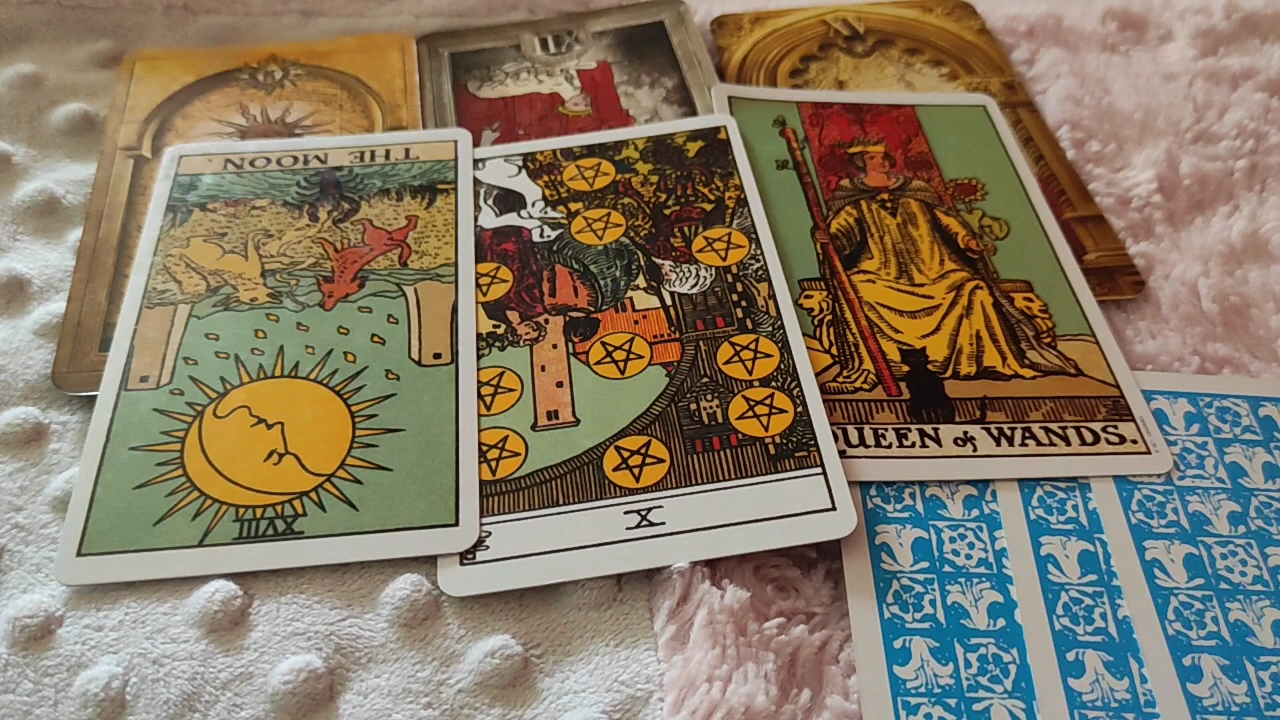 THE MOON.
XVIII
X
QUEEN of WANDS.